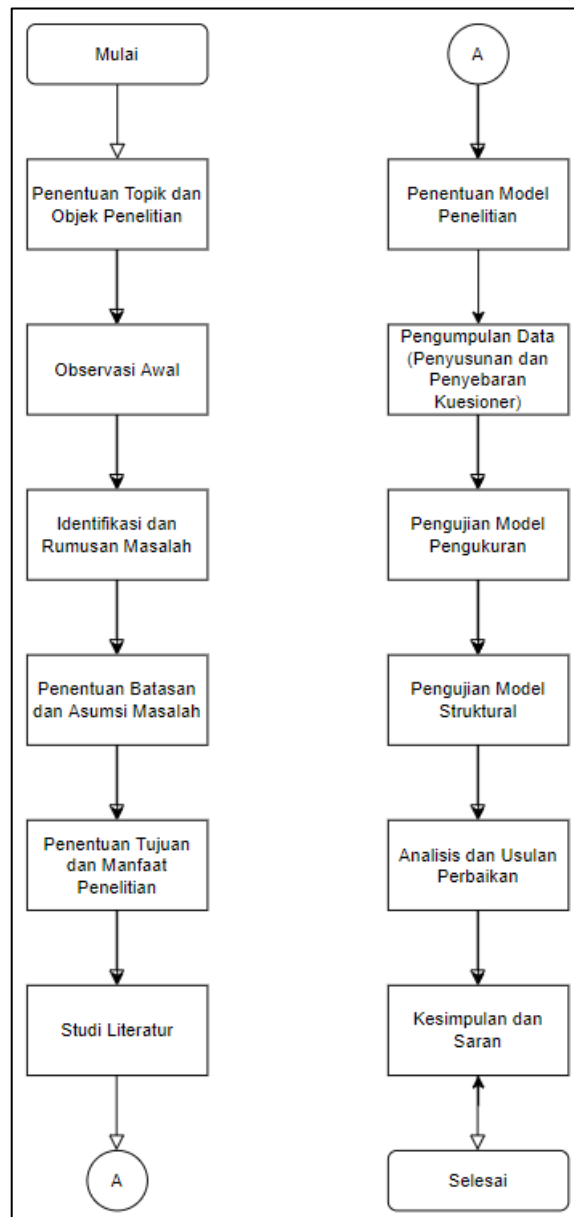 Mulai
Penentuan Topik dan
Objek Penelitian
Observasi Awal
Identifikasi dan
Rumusan Masalah
Penentuan Batasan
dan Asumsi Masalah
Penentuan Tujuan
dan Manfaat
Penelitian
Studi Literatur
A
A
Penentuan Model
Penelitian
Pengumpulan Data
(Penyusunan dan
Penyebaran
Kuesioner)
Pengujian Model
Pengukuran
Pengujian Model
Struktural
Analisis dan Usulan
Perbaikan
Kesimpulan dan
Saran
Selesai